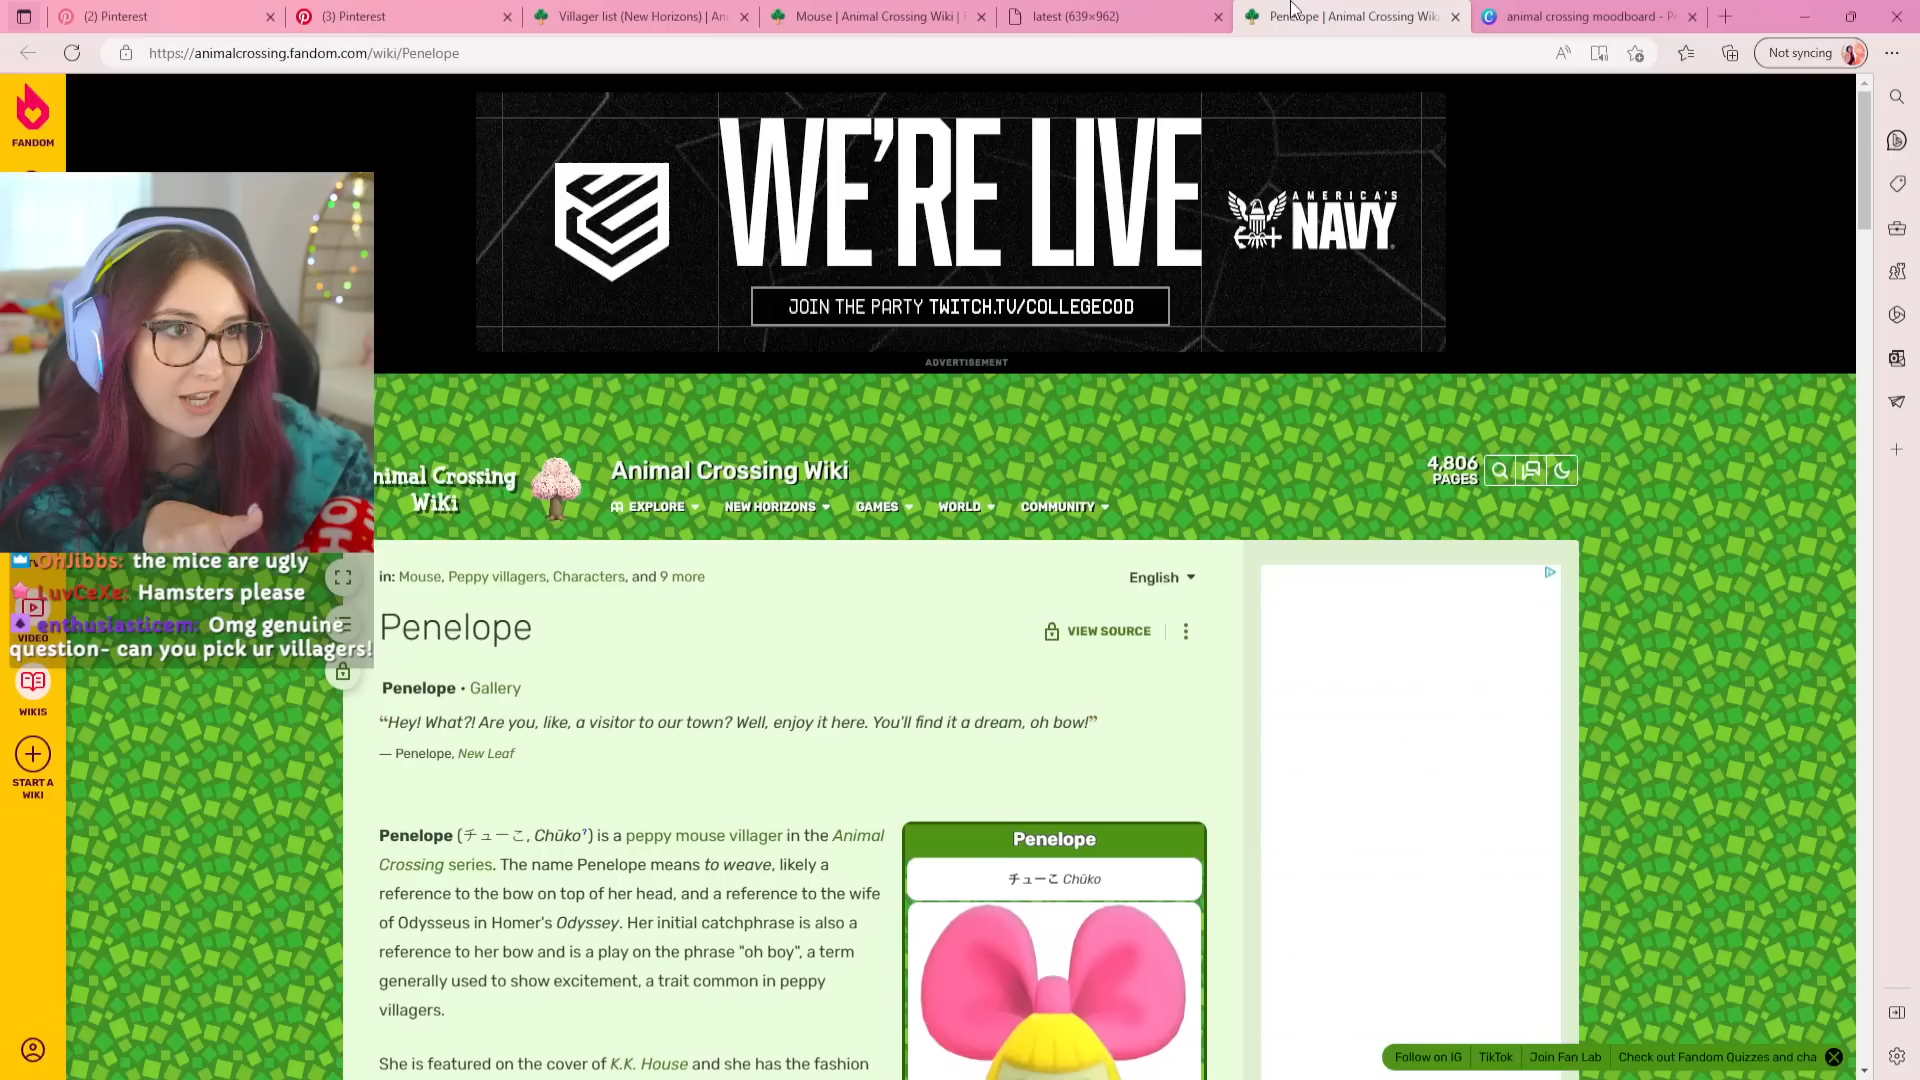 (2) Pinterest
(3) Pinterest
Villager list (New Horizons) | An
Mouse | Animal Crossing Wiki |
latest (639×962)
Penelope | Animal Crossing Wik
animal crossing moodboard - P
https://animalcrossing.fandom.com/wiki/Penelope
Not syncing
FANDOM
WE'RE LIVE
AMERICA'S
NAVY
JOIN THE PARTY TWITCH.TV/COLLEGECOD
ADVERTISEMENT
nimal Crossing
Wiki
Animal Crossing Wiki
EXPLORE
NEW HORIZONS
GAMES
WORLD
COMMUNITY
4,806
PAGES
OhJibbs: the mice are ugly
LuvCeXe: Hamsters please
enthusiasticem: Omg genuine
question- can you pick ur villagers!
VIDEO
WIKIS
START A
WIKI
in: Mouse, Peppy villagers, Characters, and 9 more
English
Penelope
VIEW SOURCE
Penelope • Gallery
“Hey! What?! Are you, like, a visitor to our town? Well, enjoy it here. You'll find it a dream, oh bow!”
— Penelope, New Leaf
Penelope (チューこ, Chūko?) is a peppy mouse villager in the Animal
Crossing series. The name Penelope means to weave, likely a
reference to the bow on top of her head, and a reference to the wife
of Odysseus in Homer's Odyssey. Her initial catchphrase is also a
reference to her bow and is a play on the phrase "oh boy", a term
generally used to show excitement, a trait common in peppy
villagers.
She is featured on the cover of K.K. House and she has the fashion
Penelope
チューこ Chūko
Follow on IG
TikTok
Join Fan Lab
Check out Fandom Quizzes and cha